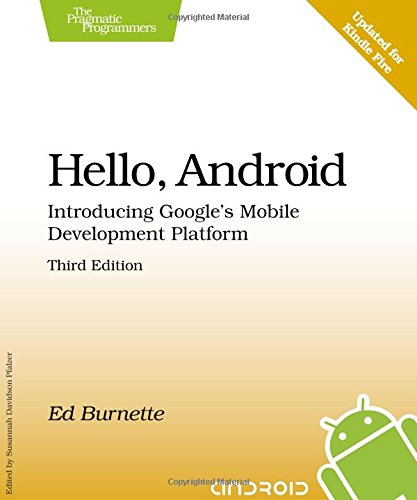 The
Pragmatic
Programmers
Copyrighted Material
Updated for
Kindle Fire
Hello, Android
Introducing Google's Mobile
Development Platform
Third Edition
Ed Burnette
Edited by Susannah Davidson Pfalzer
Copyrighted Material
ANDROID